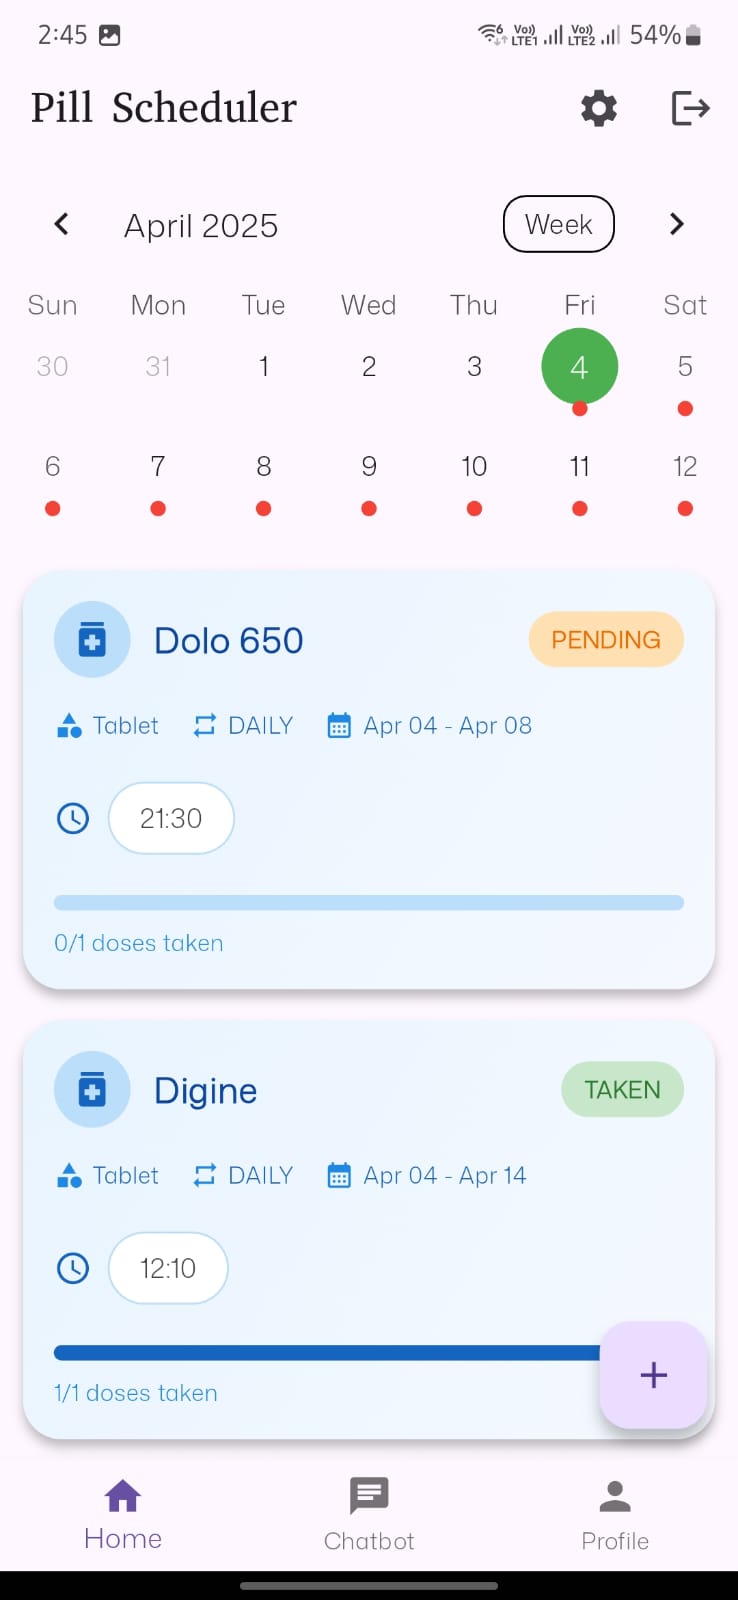 2:45 6 Vo)) LTE1 Vo)) LTE2 54%
Pill Scheduler
April 2025 Week
Sun Mon Tue Wed Thu Fri Sat
30 31 1 2 3 4 5
6 7 8 9 10 11 12
Dolo 650 PENDING
Tablet DAILY Apr 04 - Apr 08
21:30
0/1 doses taken
Digine TAKEN
Tablet DAILY Apr 04 - Apr 14
12:10
1/1 doses taken
+
Home Chatbot Profile